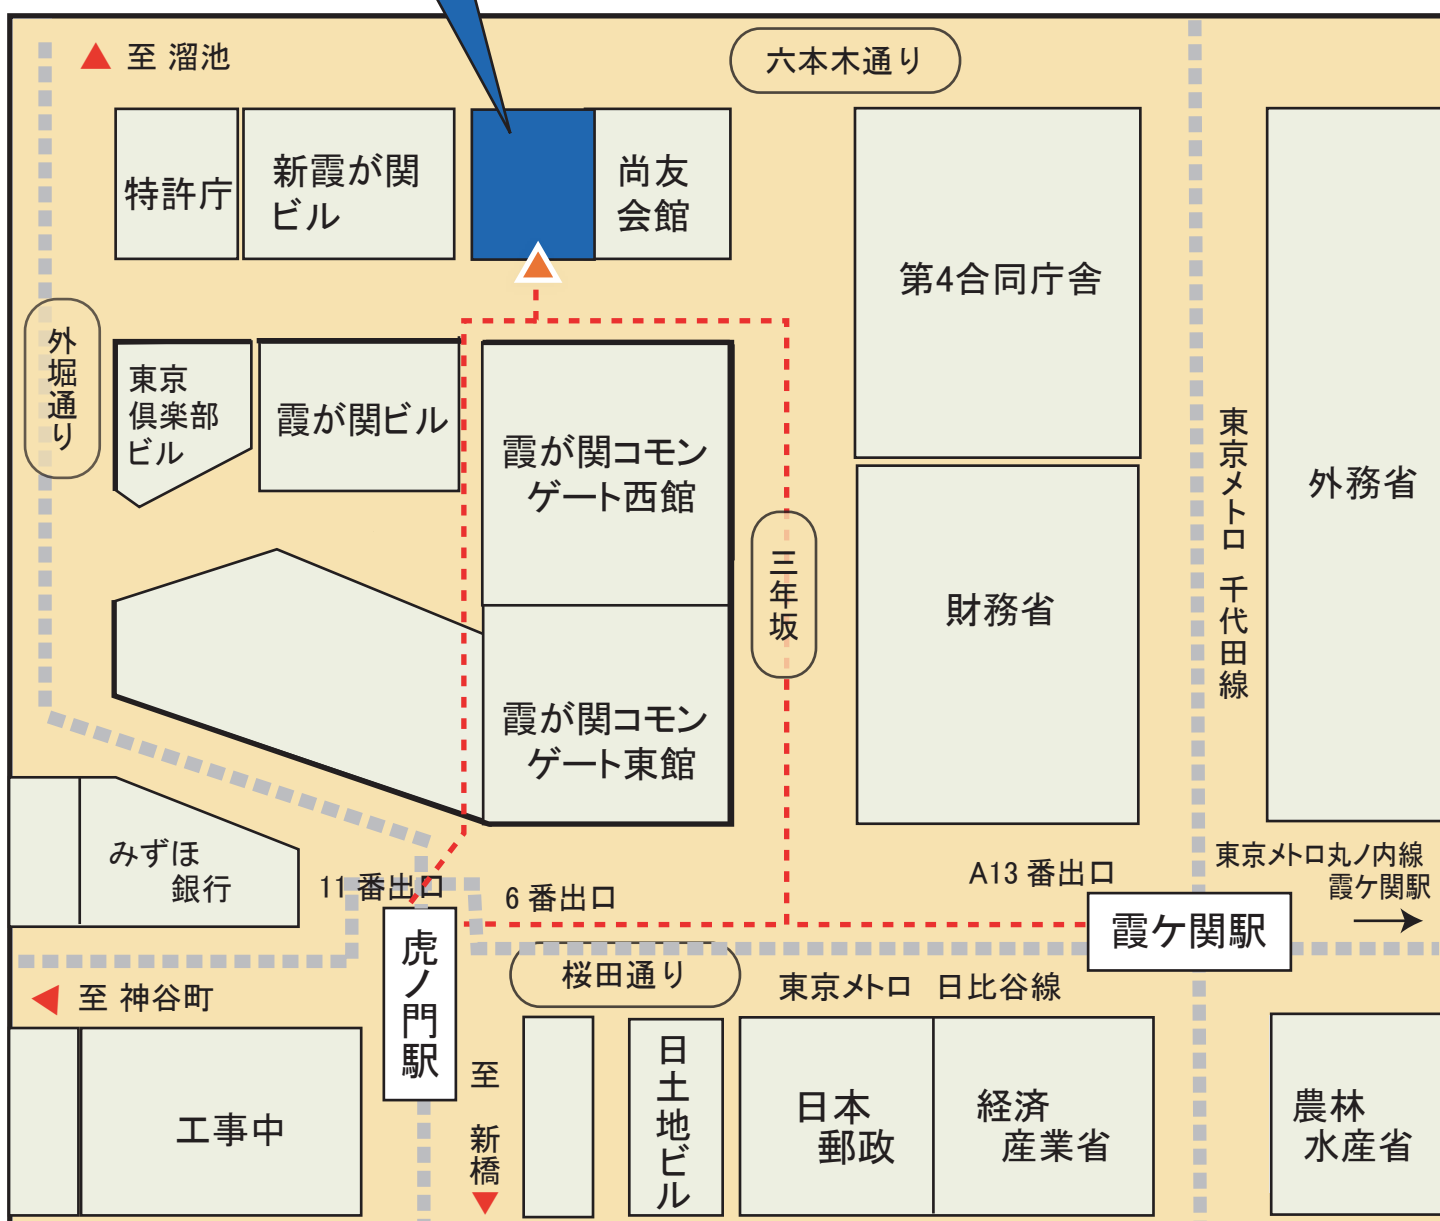 至 溜池
六本木通り
特許庁
新霞が関
ビル
尚友
会館
第4合同庁舎
外堀通り
東京
倶楽部
ビル
霞が関ビル
霞が関コモン
ゲート西館
三年坂
東京メトロ 千代田線
外務省
財務省
霞が関コモン
ゲート東館
みずほ
銀行
11 番出口
6 番出口
A13 番出口
東京メトロ丸ノ内線
霞ケ関駅
霞ケ関駅
虎ノ門駅
桜田通り
東京メトロ 日比谷線
至 神谷町
至 新橋
工事中
日土地ビル
日本
郵政
経済
産業省
農林
水産省